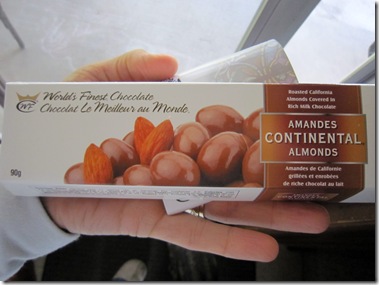 World's Finest Chocolate
Chocolat Le Meilleur au Monde.
WF
90g
Roasted California
Almonds Covered in
Rich Milk Chocolate
AMANDES
CONTINENTAL
ALMONDS
Amandes de Californie
grillées et enrobées
de riche chocolat au lait